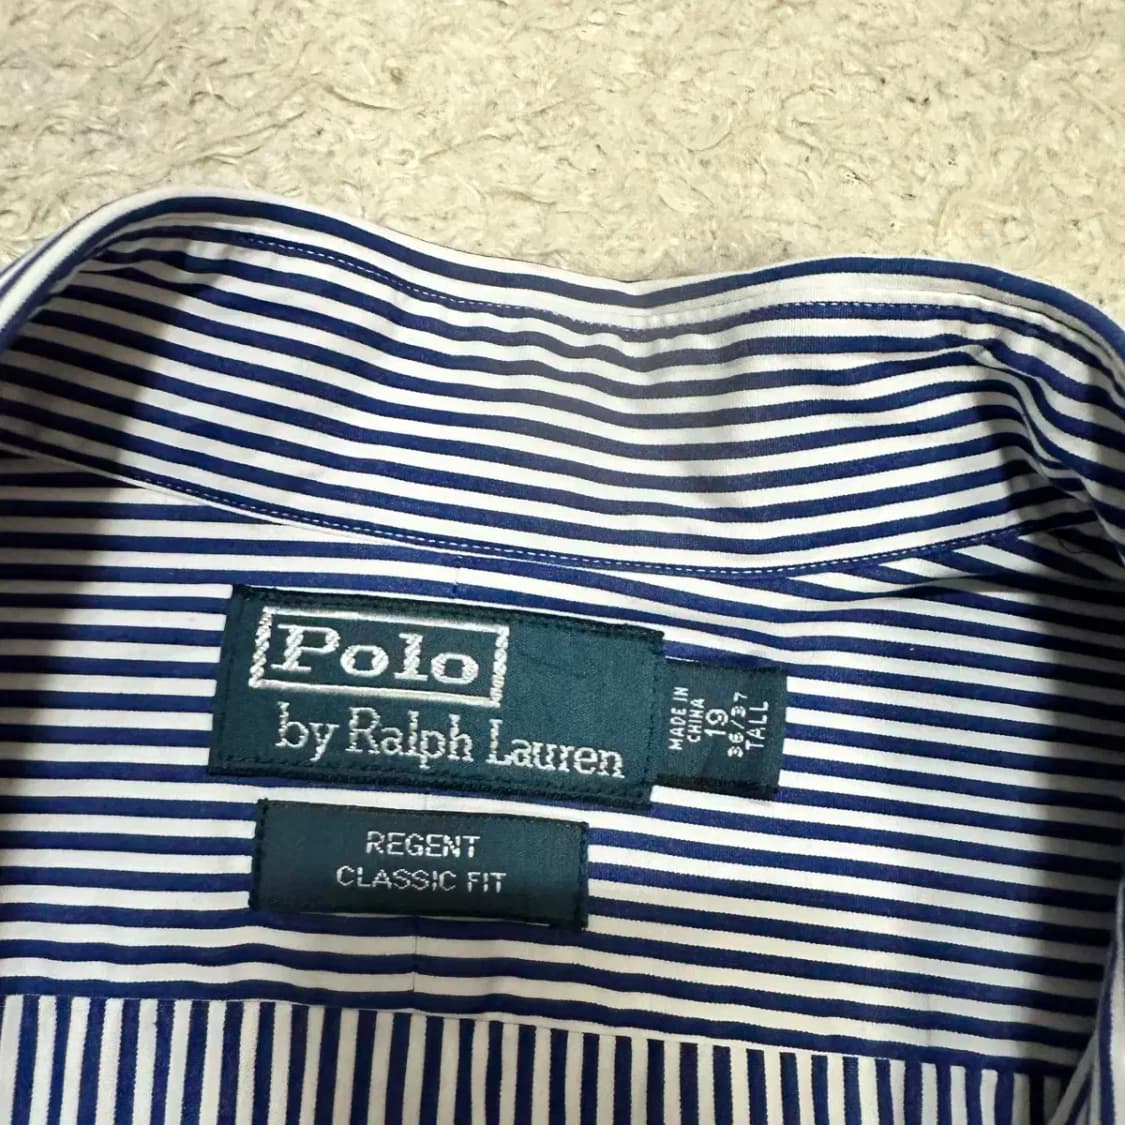 Polo
by Ralph Lauren
MADE IN
CHINA
19
36/37
TALL
REGENT
CLASSIC FIT